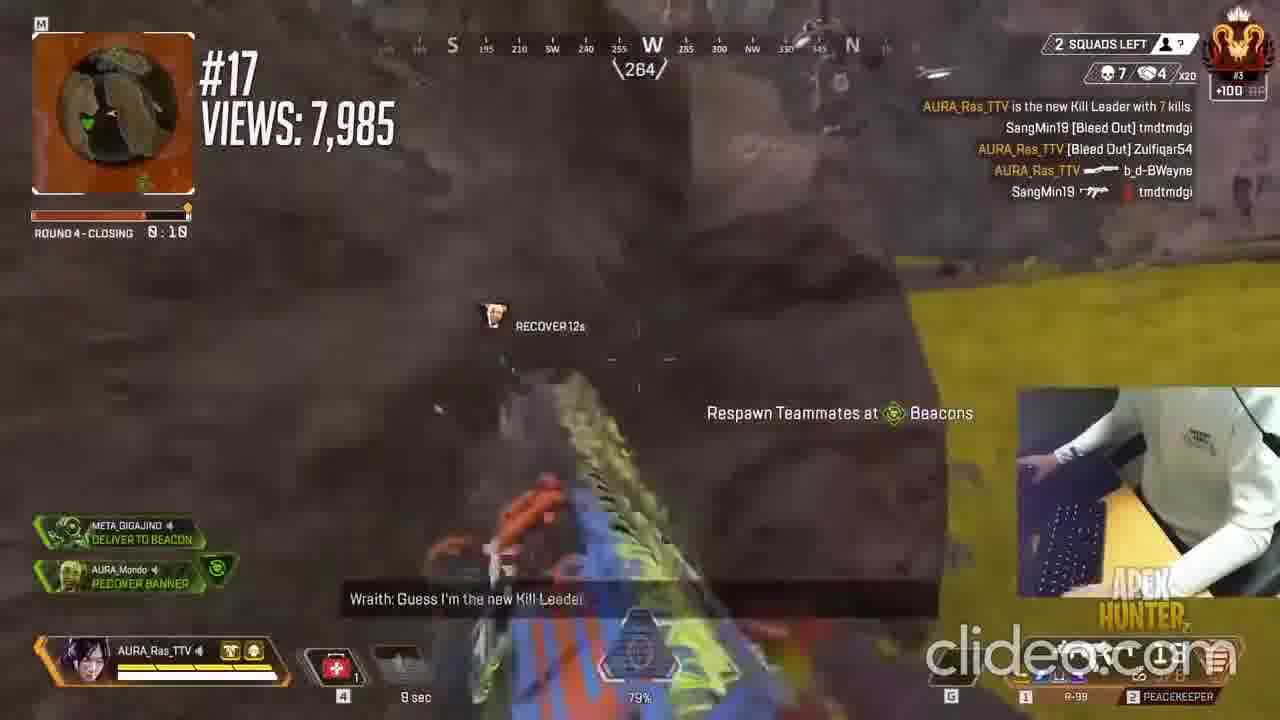 M
#17
VIEWS: 7,985
S 195 210 SW 240 255 W 285 300 NW 330 345 N
264
2 SQUADS LEFT ?
7 4 X20
#3
+100 RP
AURA_Ras_TTV is the new Kill Leader with 7 kills.
SangMin19 [Bleed Out] tmdtmdgi
AURA_Ras_TTV [Bleed Out] Zulfiqar54
AURA_Ras_TTV b_d-BWayne
SangMin19 tmdtmdgi
ROUND 4 - CLOSING 0:10
RECOVER 12s
Respawn Teammates at Beacons
META_GIGAJINO
DELIVER TO BEACON
AURA_Mondo
RECOVER BANNER
Wraith: Guess I'm the new Kill Leader
APEX
HUNTER
AURA_Ras_TTV
1
4
9 sec
79%
G
clideo.com
1 R-99 2 PEACEKEEPER